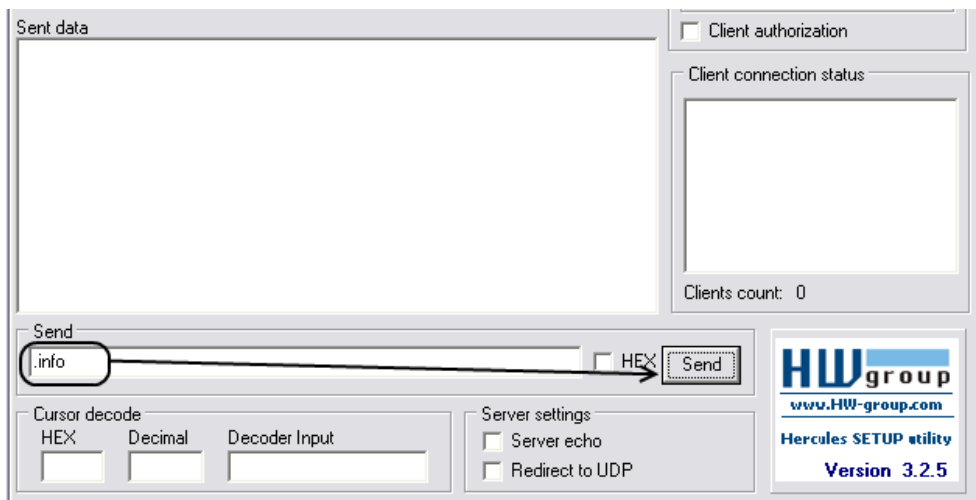 Sent data
Client authorization
Client connection status
Clients count: 0
Send
.info
HEX
Send
HW group
www.HW-group.com
Hercules SETUP utility
Version 3.2.5
Cursor decode
HEX Decimal Decoder Input
Server settings
Server echo
Redirect to UDP